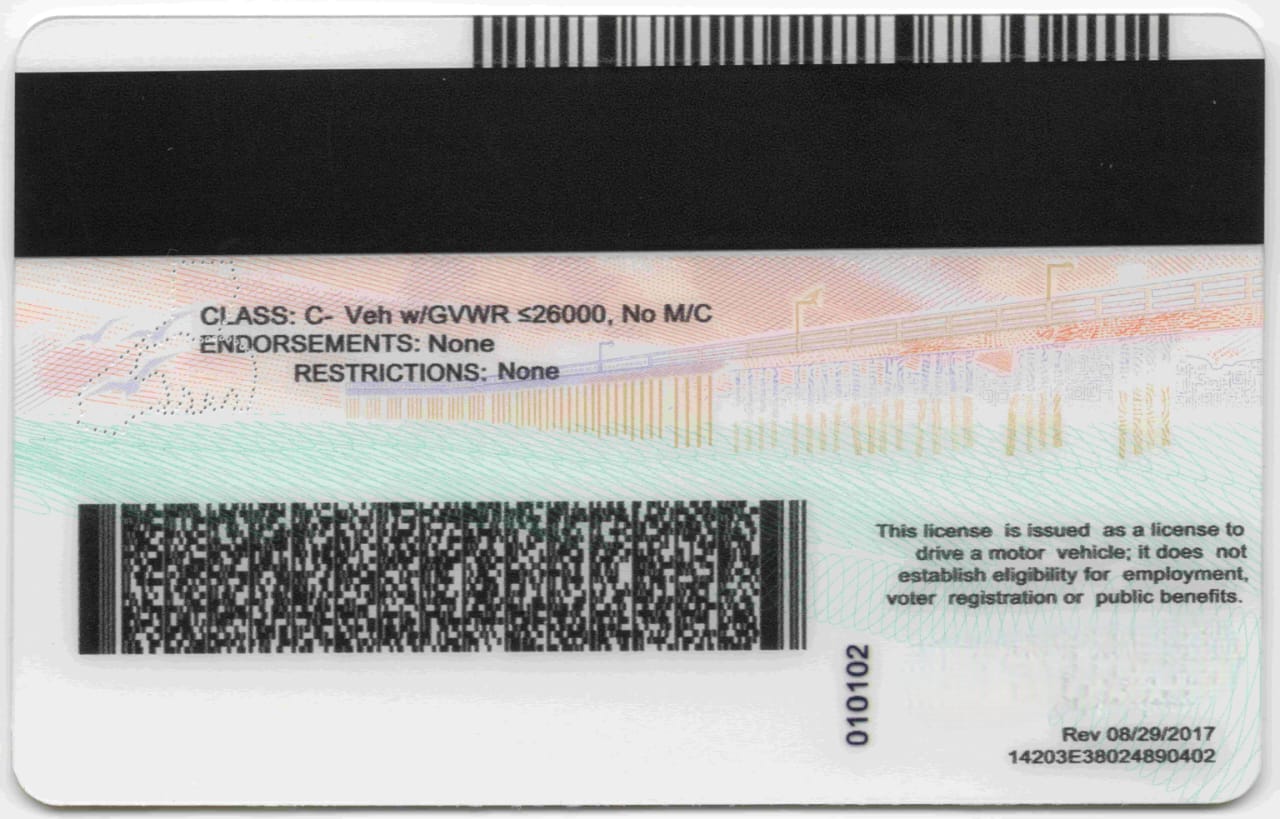 CLASS: C- Veh w/GVWR ≤26000, No M/C
ENDORSEMENTS: None
RESTRICTIONS: None
This license is issued as a license to
drive a motor vehicle; it does not
establish eligibility for employment,
voter registration or public benefits.
010102
Rev 08/29/2017
14203E38024890402